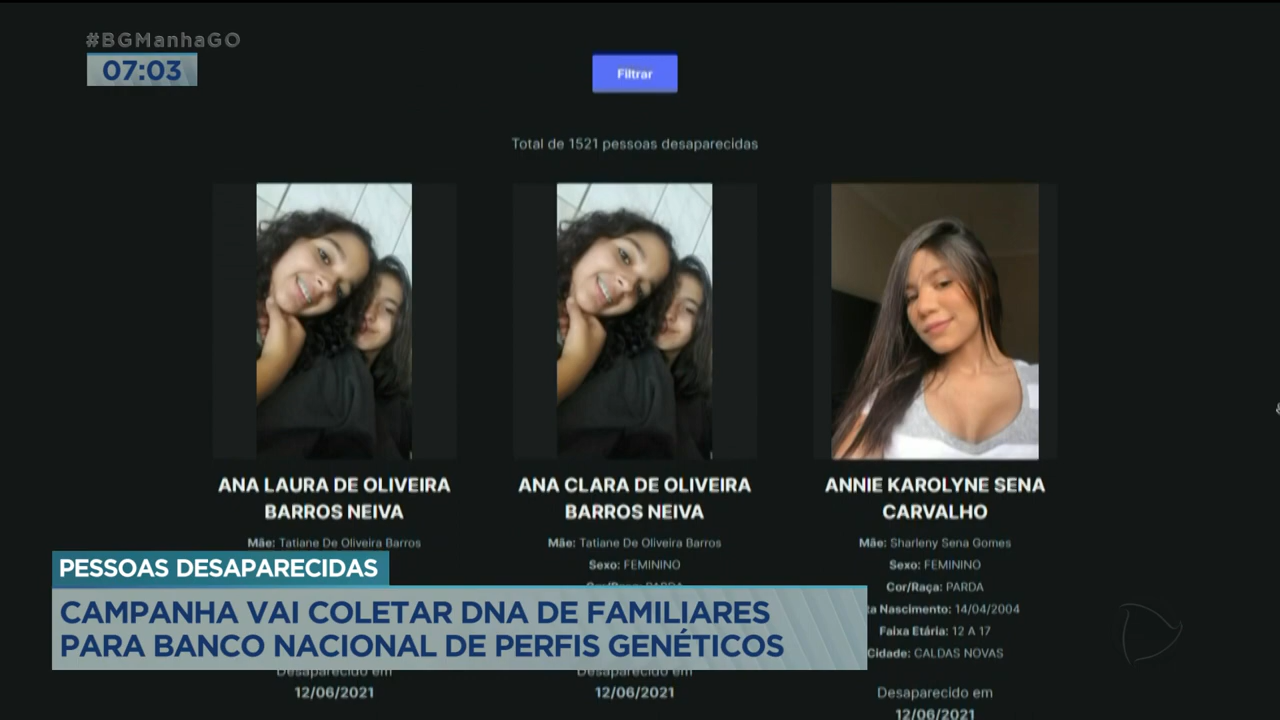 #BGManhaGO
07:03
Filtrar
Total de 1521 pessoas desaparecidas
ANA LAURA DE OLIVEIRA
BARROS NEIVA
Mãe: Tatiane De Oliveira Barros
ANA CLARA DE OLIVEIRA
BARROS NEIVA
Mãe: Tatiane De Oliveira Barros
Sexo: FEMININO
Cor/Raça: PARDA
ANNIE KAROLYNE SENA
CARVALHO
Mãe: Sharleny Sena Gomes
Sexo: FEMININO
Cor/Raça: PARDA
Nascimento: 14/04/2004
Faixa Etária: 12 A 17
Cidade: CALDAS NOVAS
PESSOAS DESAPARECIDAS
CAMPANHA VAI COLETAR DNA DE FAMILIARES
PARA BANCO NACIONAL DE PERFIS GENÉTICOS
Desaparecido em
12/06/2021
Desaparecido em
12/06/2021
Desaparecido em
12/06/2021